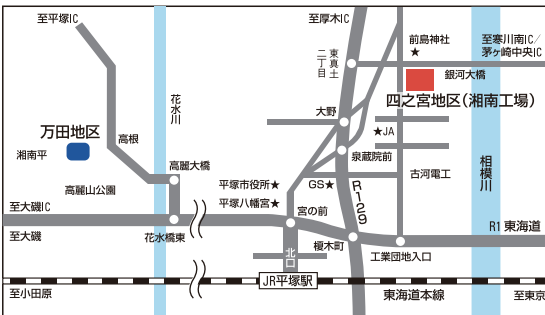 至平塚IC
至厚木IC
前鳥神社
★
至寒川南IC／
茅ヶ崎中央IC
東真土
二丁目
銀河大橋
四之宮地区（湘南工場）
花水川
大野
★JA
万田地区
高根
湘南平
泉蔵院前
高麗大橋
古河電工
相模川
高麗山公園
平塚市役所★
GS★
R129
平塚八幡宮★
至大磯IC
宮の前
R1 東海道
至大磯
花水橋東
榎木町
工業団地入口
北口
JR平塚駅
至小田原
東海道本線
至東京